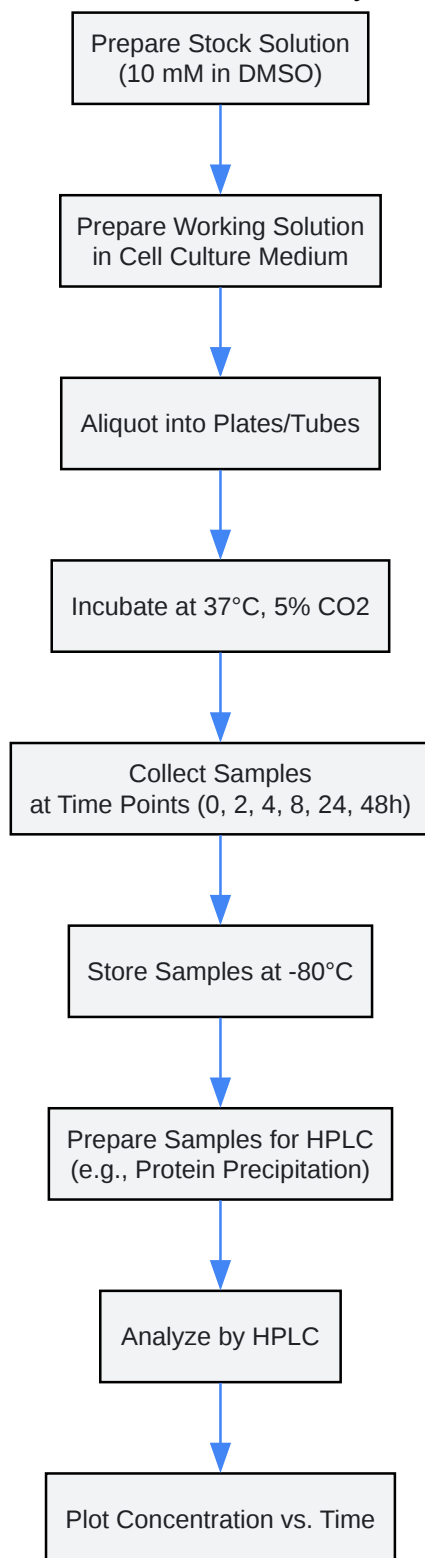 Prepare Stock Solution
(10 mM in DMSO)
Prepare Working Solution
in Cell Culture Medium
Aliquot into Plates/Tubes
Incubate at 37°C, 5% CO2
Collect Samples
at Time Points (0, 2, 4, 8, 24, 48h)
Store Samples at -80°C
Prepare Samples for HPLC
(e.g., Protein Precipitation)
Analyze by HPLC
Plot Concentration vs. Time